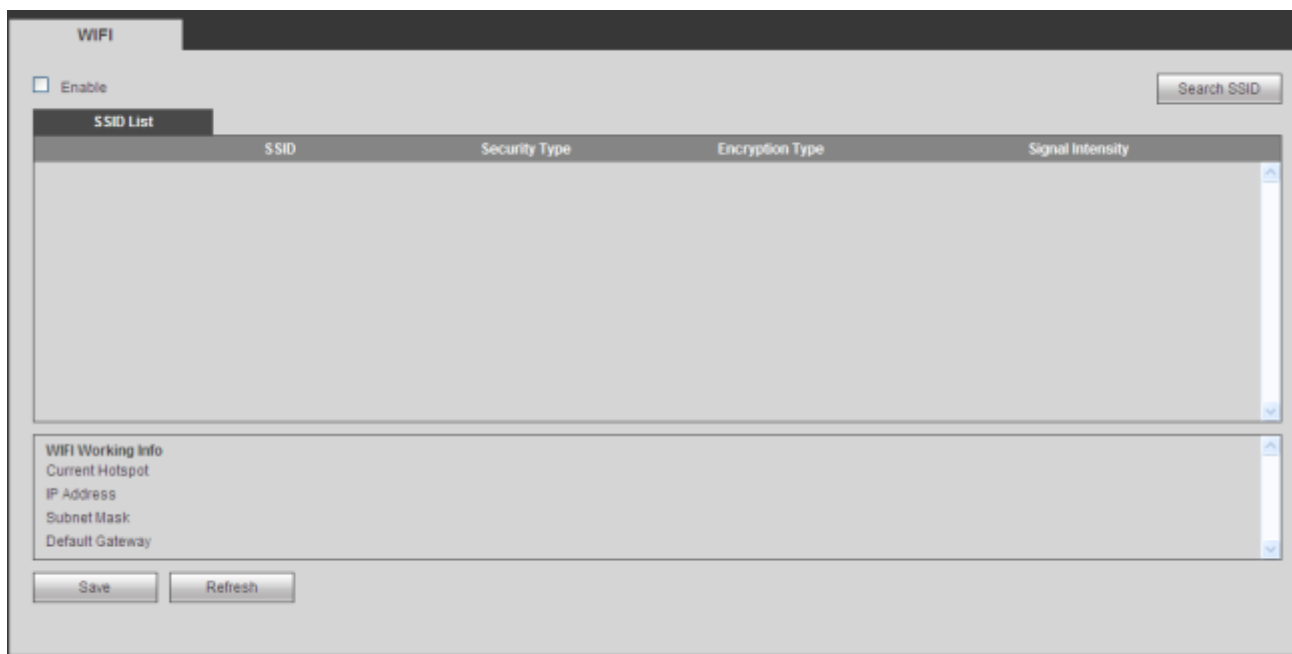 WIFI
Enable
Search SSID
SSID List
SSID Security Type Encryption Type Signal Intensity
WIFI Working Info
Current Hotspot
IP Address
Subnet Mask
Default Gateway
Save Refresh